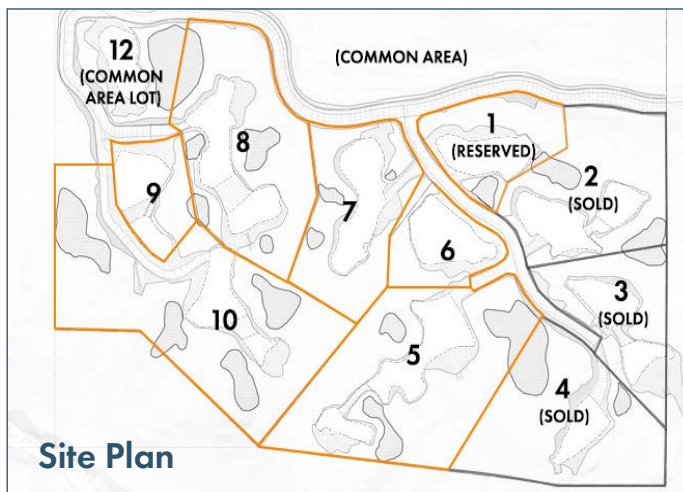 12
(COMMON
AREA LOT)
(COMMON AREA)
1
(RESERVED)
8
2
(SOLD)
9
7
6
3
(SOLD)
10
5
4
(SOLD)
Site Plan